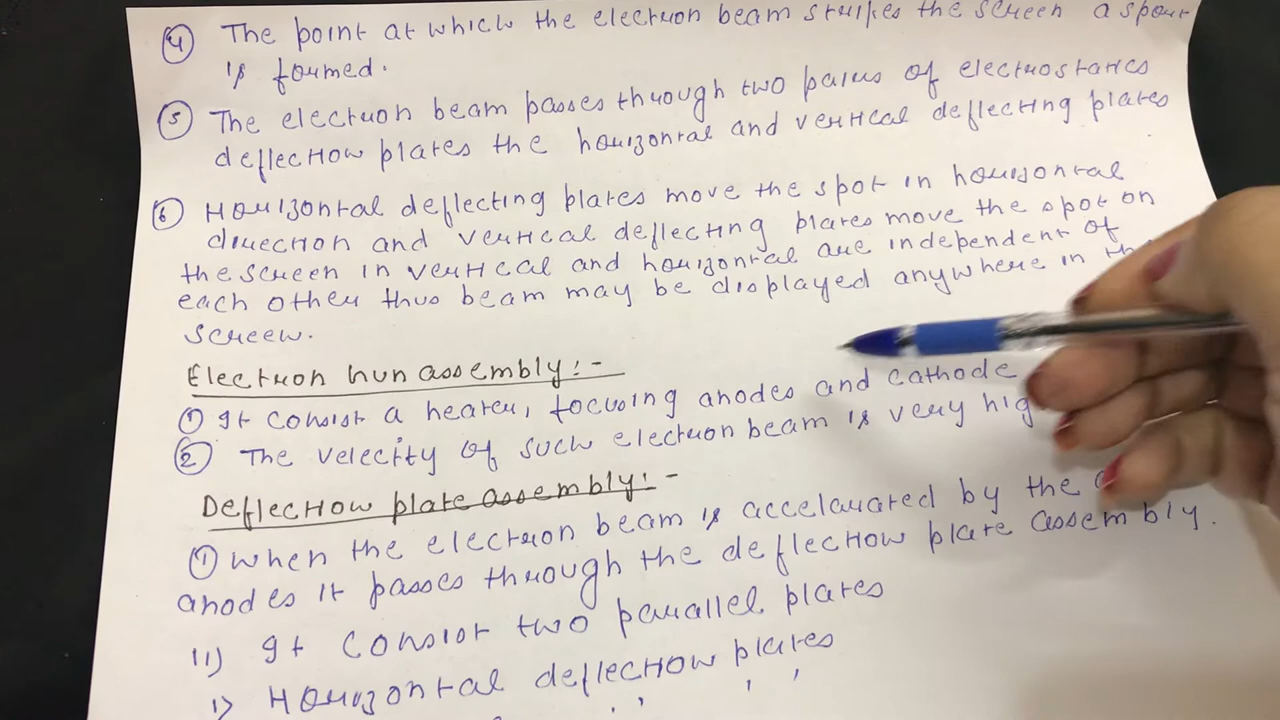 4 The point at which the electron beam strikes the screen a spout
is formed.
5 The electron beam passes through two pairs of electrostatics
deflection plates the horizontal and vertical deflecting plates
6 Horizontal deflecting plates move the spot in horizontal
direction and vertical deflecting plates move the spot on
the screen in vertical and horizontal are independent of
each other thus beam may be displayed anywhere in
screen.
Electron hun assembly:-
1 It consist a heater, focusing anodes and cathode
2 The velecity of such electron beam is very
Deflection plate assembly:-
1 when the electron beam is accelarated by the
anodes it passes through the deflection plate assembly.
11) It consist two parallel plates
1) Horizontal deflection plates